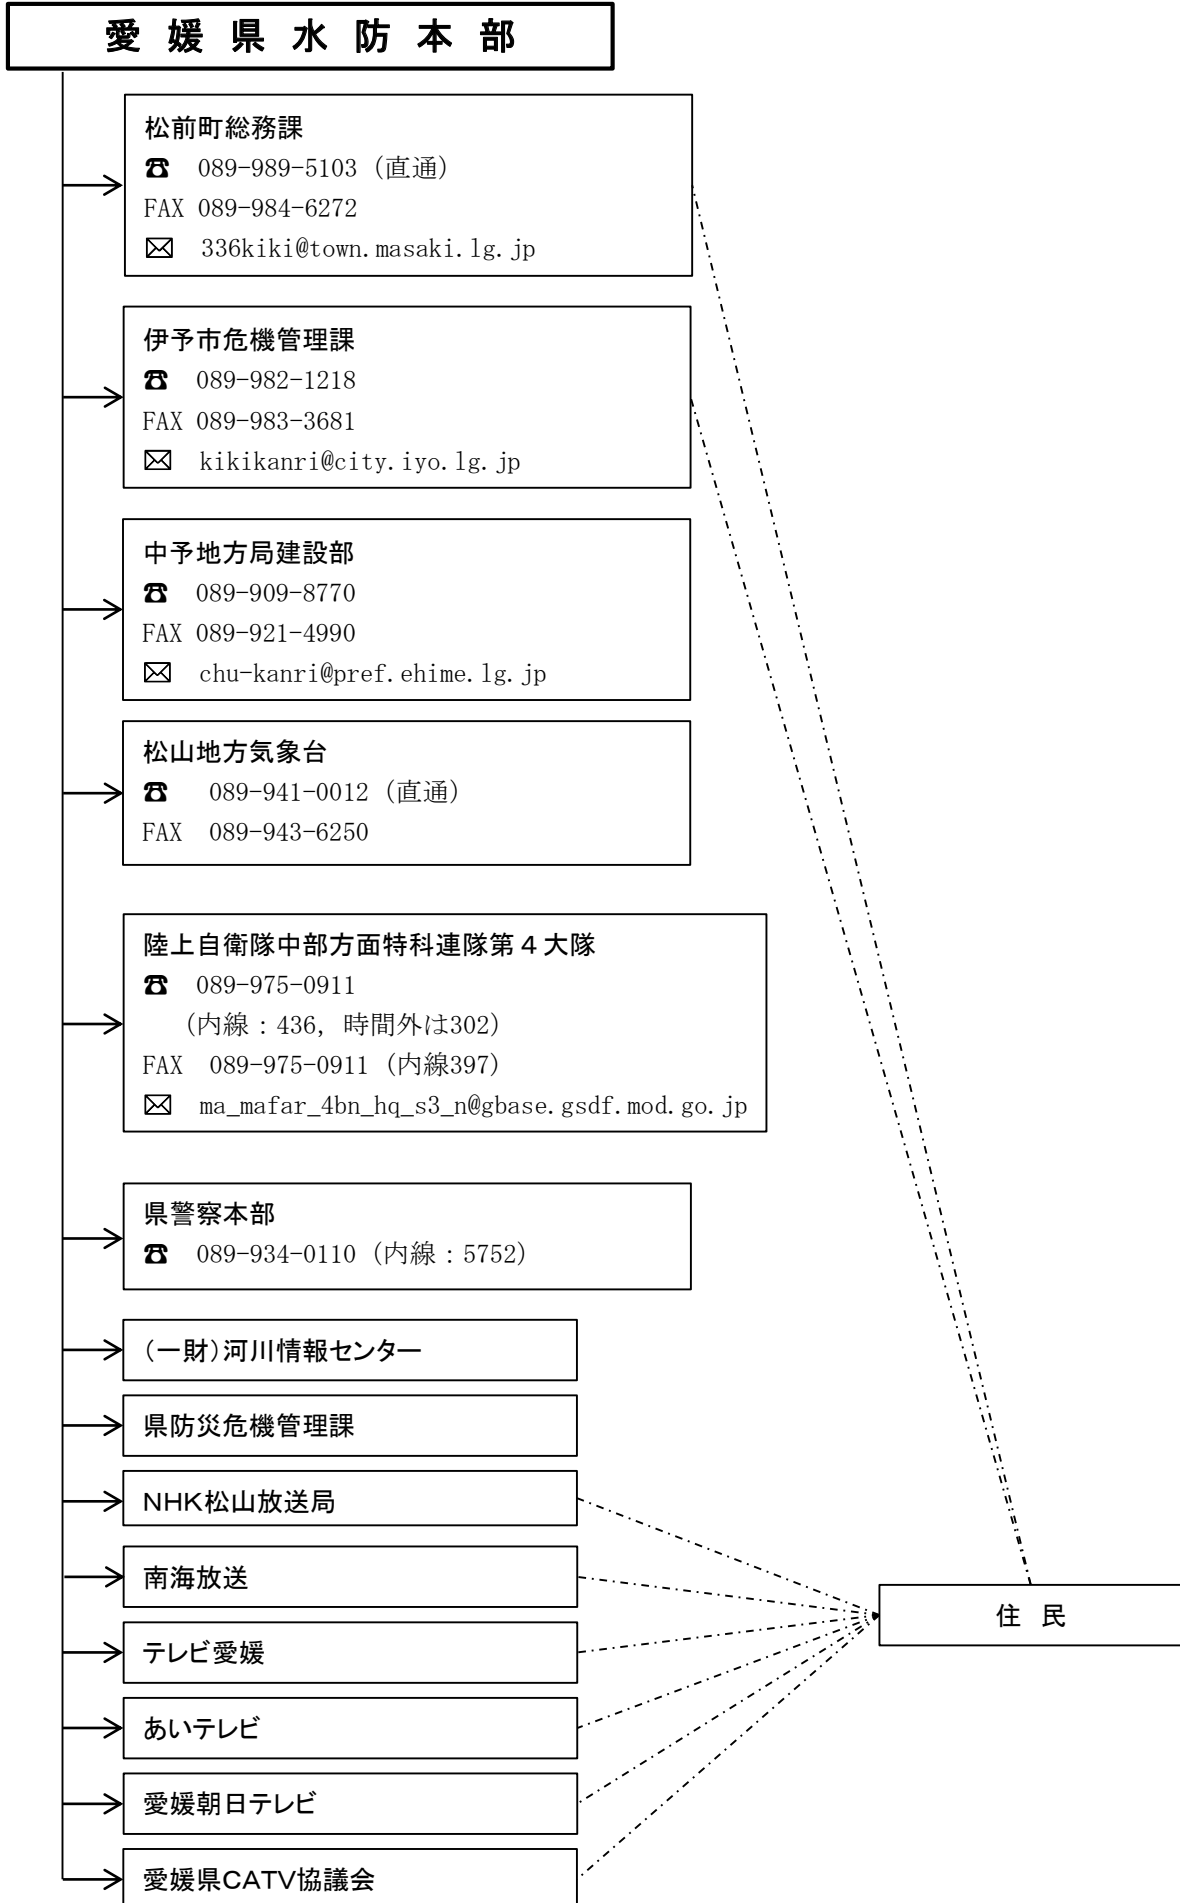 愛媛県水防本部
松前町総務課
☎ 089-989-5103（直通）
FAX 089-984-6272
✉ 336kiki@town.masaki.lg.jp
伊予市危機管理課
☎ 089-982-1218
FAX 089-983-3681
✉ kikikanri@city.iyo.lg.jp
中予地方局建設部
☎ 089-909-8770
FAX 089-921-4990
✉ chu-kanri@pref.ehime.lg.jp
松山地方気象台
☎ 089-941-0012（直通）
FAX 089-943-6250
陸上自衛隊中部方面特科連隊第４大隊
☎ 089-975-0911
（内線：436，時間外は302）
FAX 089-975-0911（内線397）
✉ ma_mafar_4bn_hq_s3_n@gbase.gsdf.mod.go.jp
県警察本部
☎ 089-934-0110（内線：5752）
（一財）河川情報センター
県防災危機管理課
NHK松山放送局
南海放送
テレビ愛媛
あいテレビ
愛媛朝日テレビ
愛媛県CATV協議会
住 民